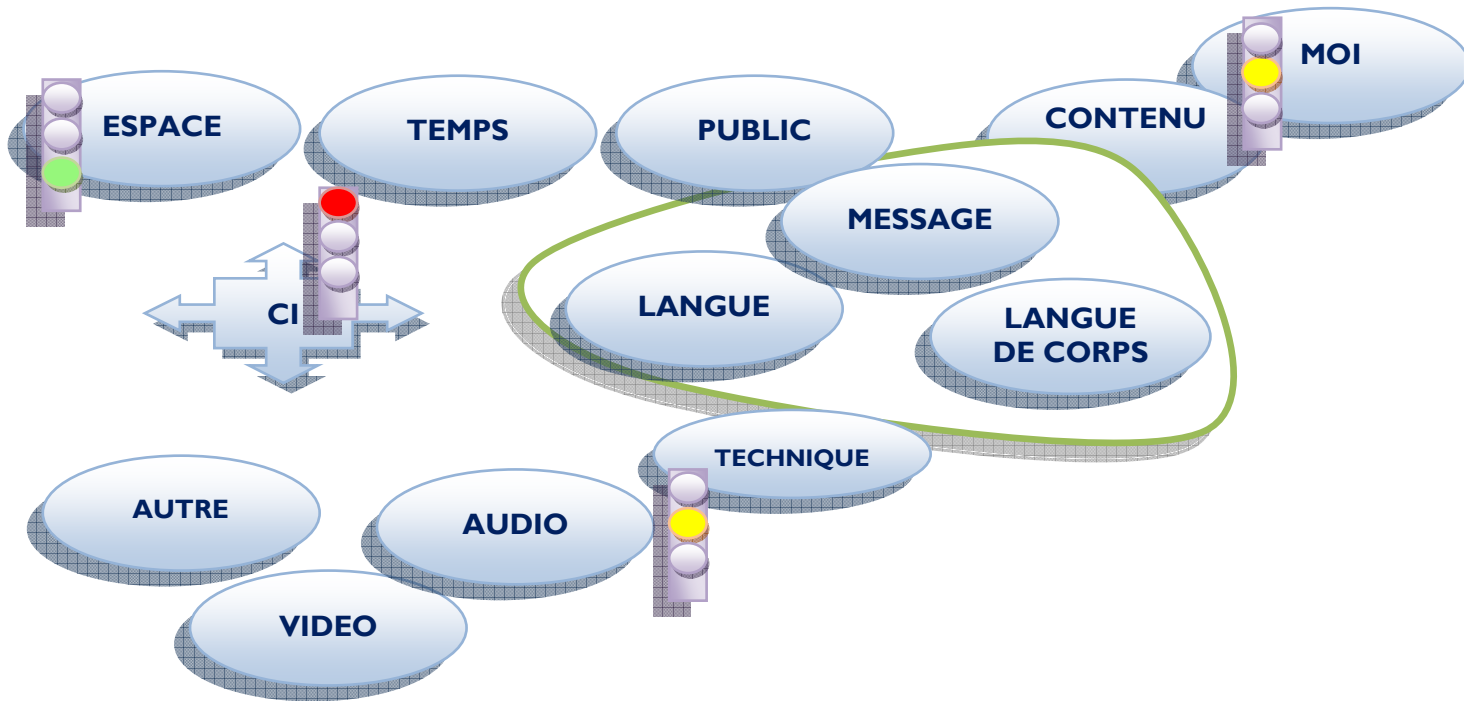 MOI
ESPACE
TEMPS
PUBLIC
CONTENU
MESSAGE
LANGUE
LANGUE
DE CORPS
CI
TECHNIQUE
AUTRE
AUDIO
VIDEO